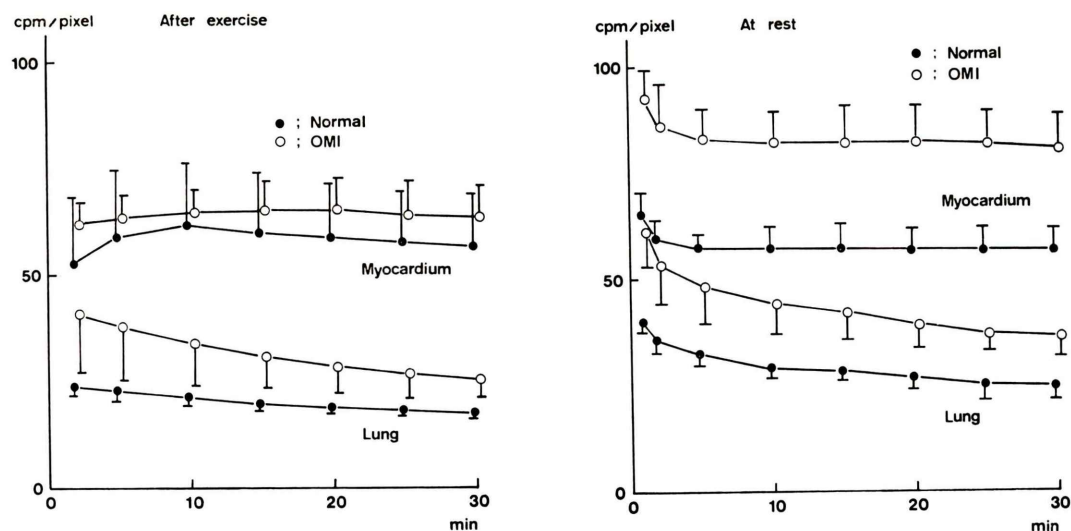 cpm/pixel After exercise
100
● ; Normal
○ ; OMI
Myocardium
50
Lung
0
0 10 20 30
min
cpm/pixel At rest
100
● ; Normal
○ ; OMI
Myocardium
50
Lung
0
0 10 20 30
min